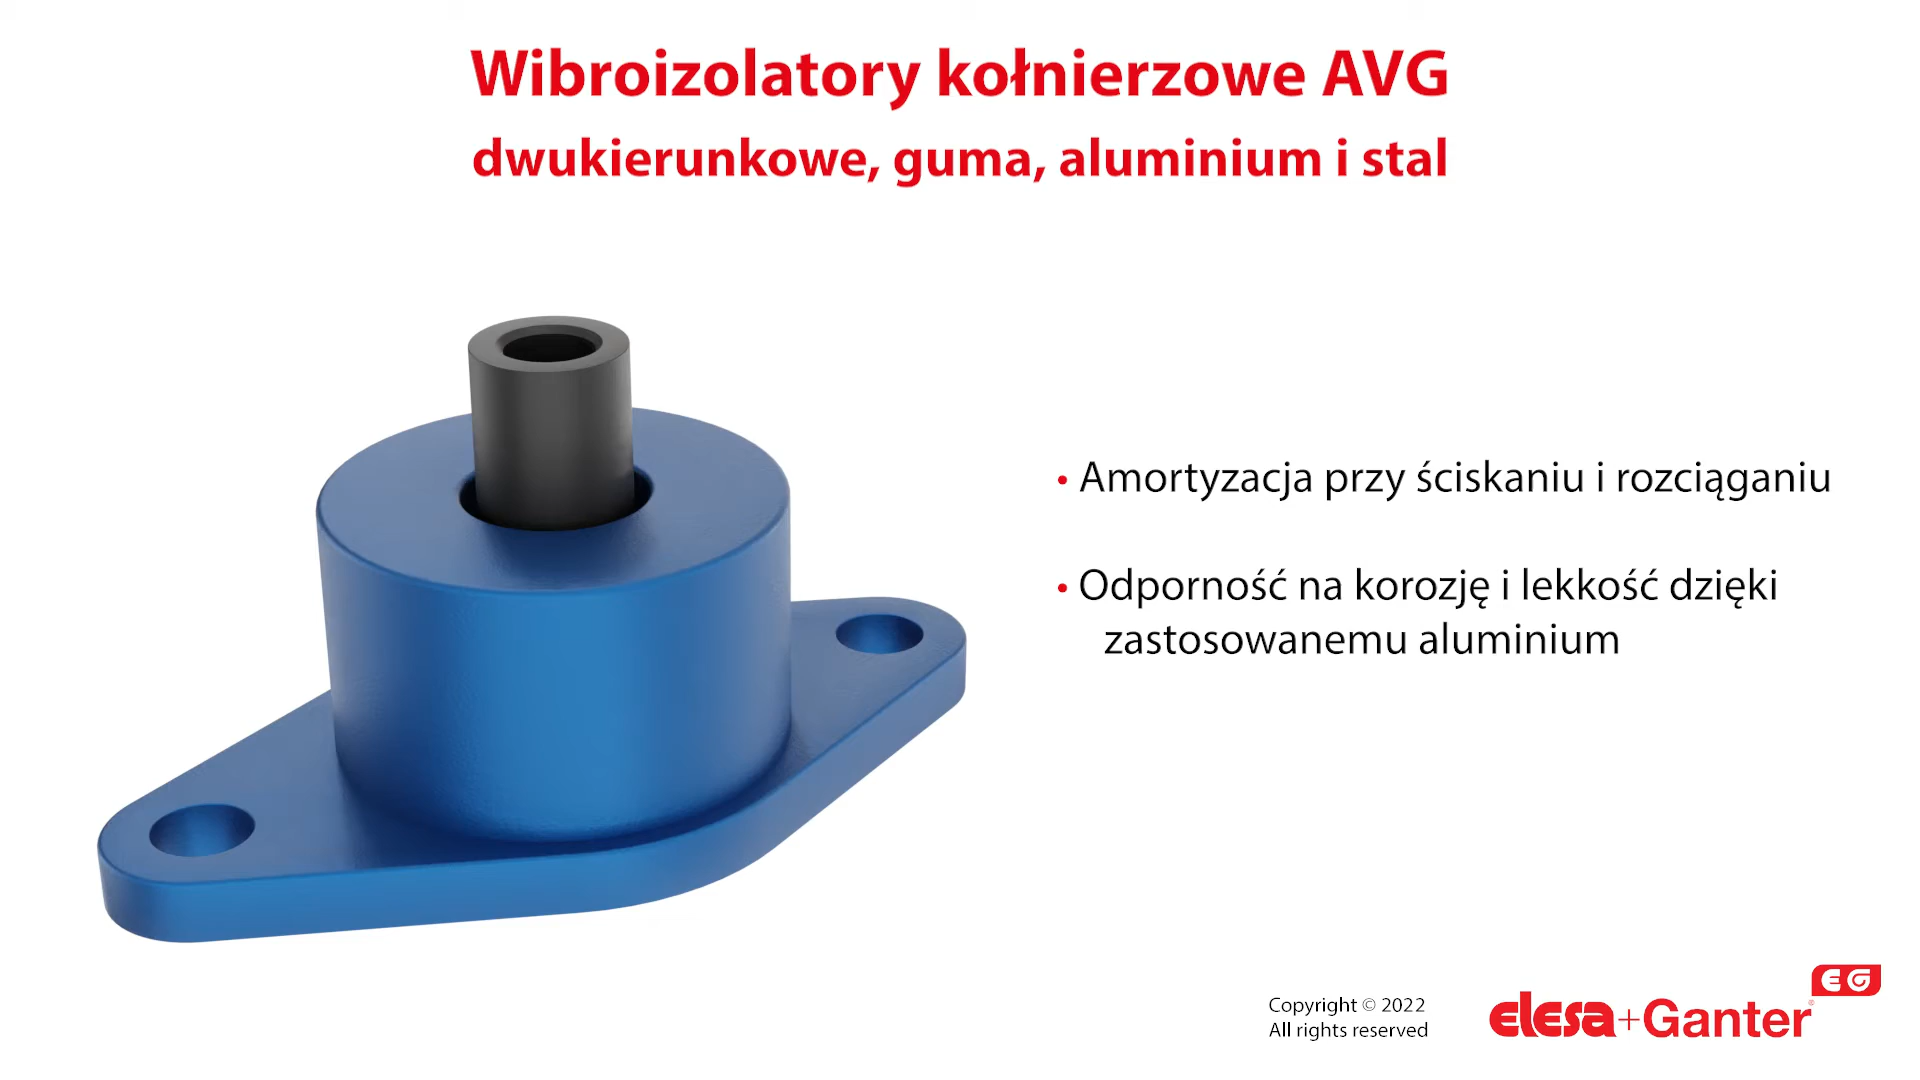 Wibroizolatory kołnierzowe AVG
dwukierunkowe, guma, aluminium i stal
• Amortyzacja przy ściskaniu i rozciąganiu
• Odporność na korozję i lekkość dzięki
zastosowanemu aluminium
Copyright © 2022
All rights reserved
EG
elesa+Ganter®